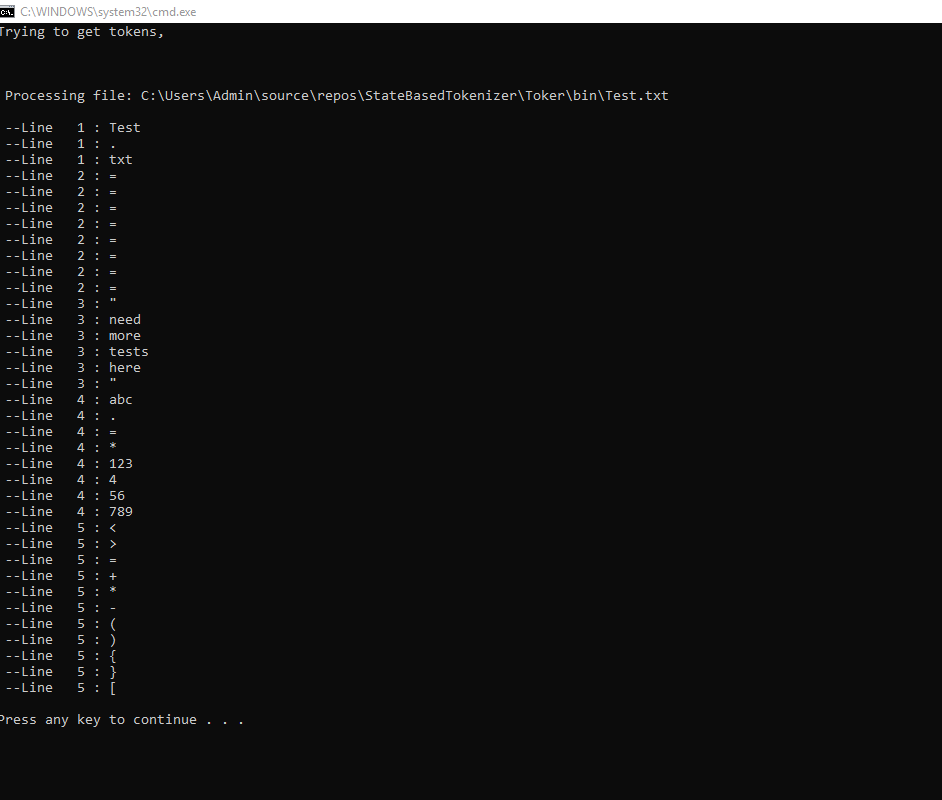 C:\WINDOWS\system32\cmd.exe
Trying to get tokens,
Processing file: C:\Users\Admin\source\repos\StateBasedTokenizer\Toker\bin\Test.txt
--Line   1 : Test
--Line   1 : .
--Line   1 : txt
--Line   2 : =
--Line   2 : =
--Line   2 : =
--Line   2 : =
--Line   2 : =
--Line   2 : =
--Line   2 : =
--Line   2 : =
--Line   3 : "
--Line   3 : need
--Line   3 : more
--Line   3 : tests
--Line   3 : here
--Line   3 : "
--Line   4 : abc
--Line   4 : .
--Line   4 : =
--Line   4 : *
--Line   4 : 123
--Line   4 : 4
--Line   4 : 56
--Line   4 : 789
--Line   5 : <
--Line   5 : >
--Line   5 : =
--Line   5 : +
--Line   5 : *
--Line   5 : -
--Line   5 : (
--Line   5 : )
--Line   5 : {
--Line   5 : }
--Line   5 : [
Press any key to continue . . .